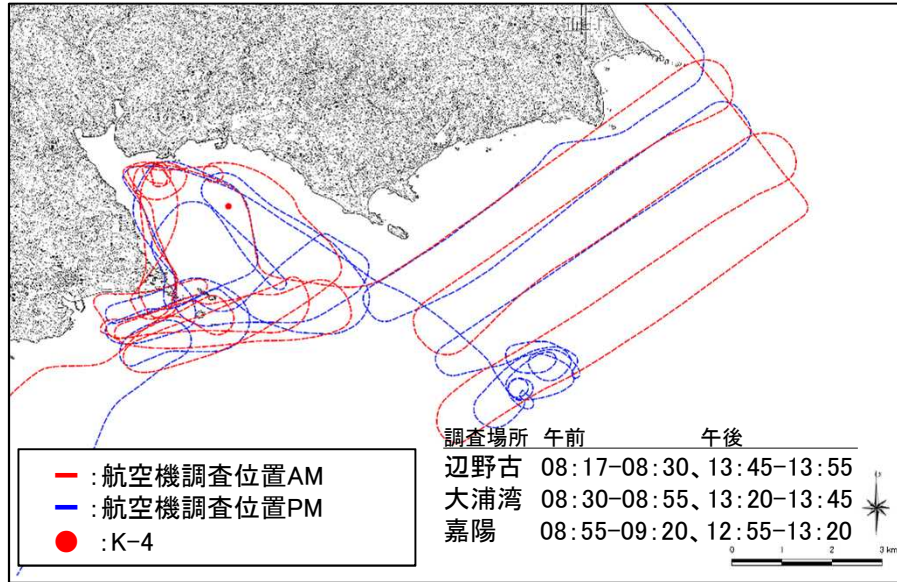 調査場所 午前 午後
辺野古 08:17-08:30、13:45-13:55
大浦湾 08:30-08:55、13:20-13:45
嘉陽 08:55-09:20、12:55-13:20
:航空機調査位置AM
:航空機調査位置PM
:K-4
0 1 2 3 km